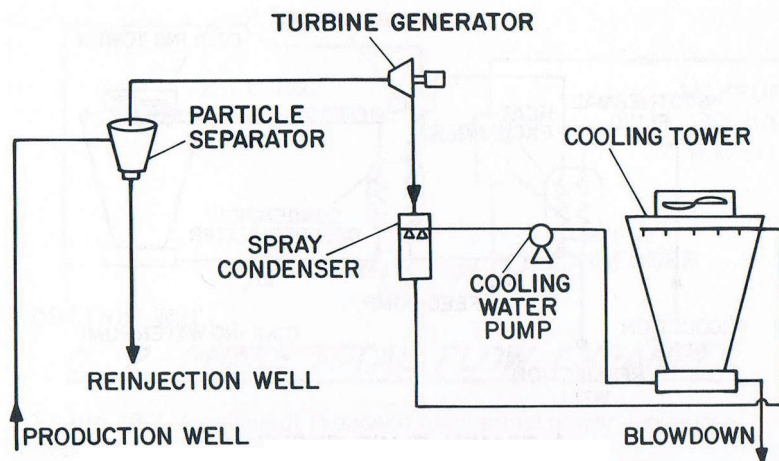 TURBINE GENERATOR
PARTICLE
SEPARATOR
COOLING TOWER
SPRAY
CONDENSER
COOLING
WATER
PUMP
REINJECTION WELL
PRODUCTION WELL
BLOWDOWN